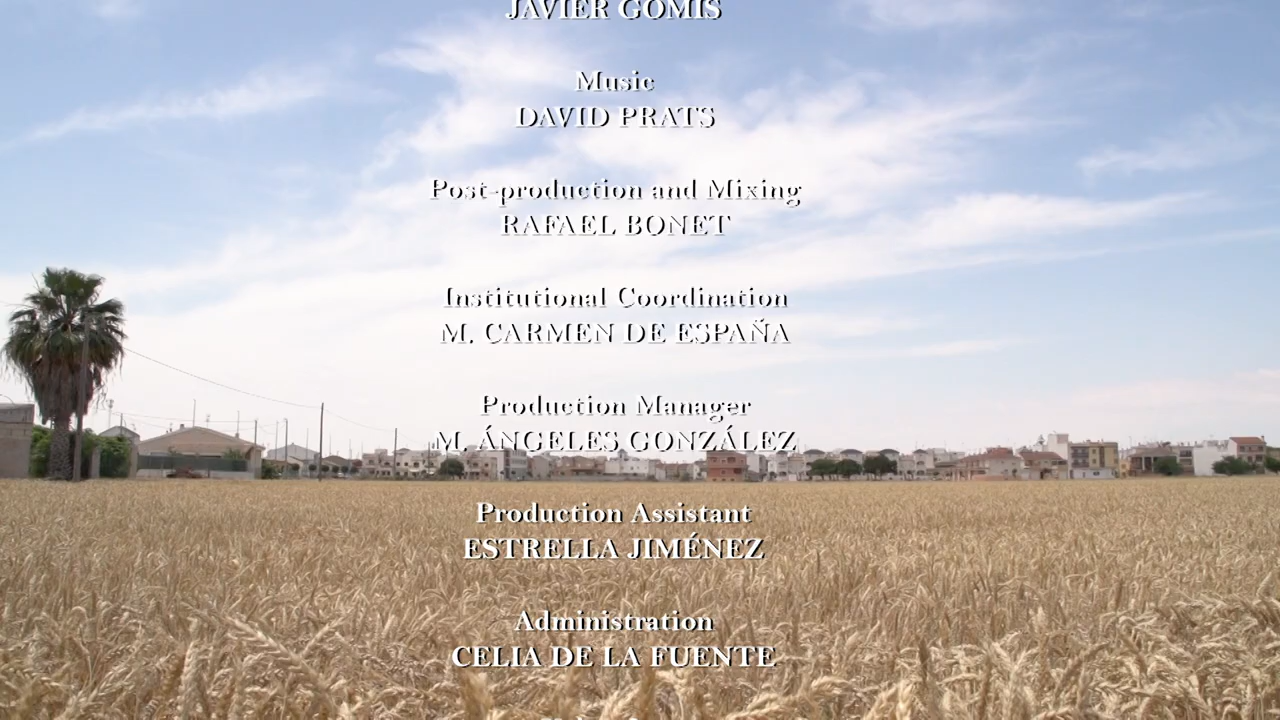 JAVIER GOMIS
Music
DAVID PRATS
Post-production and Mixing
RAFAEL BONET
Institutional Coordination
M. CARMEN DE ESPAÑA
Production Manager
M. ÁNGELES GONZÁLEZ
Production Assistant
ESTRELLA JIMÉNEZ
Administration
CELIA DE LA FUENTE